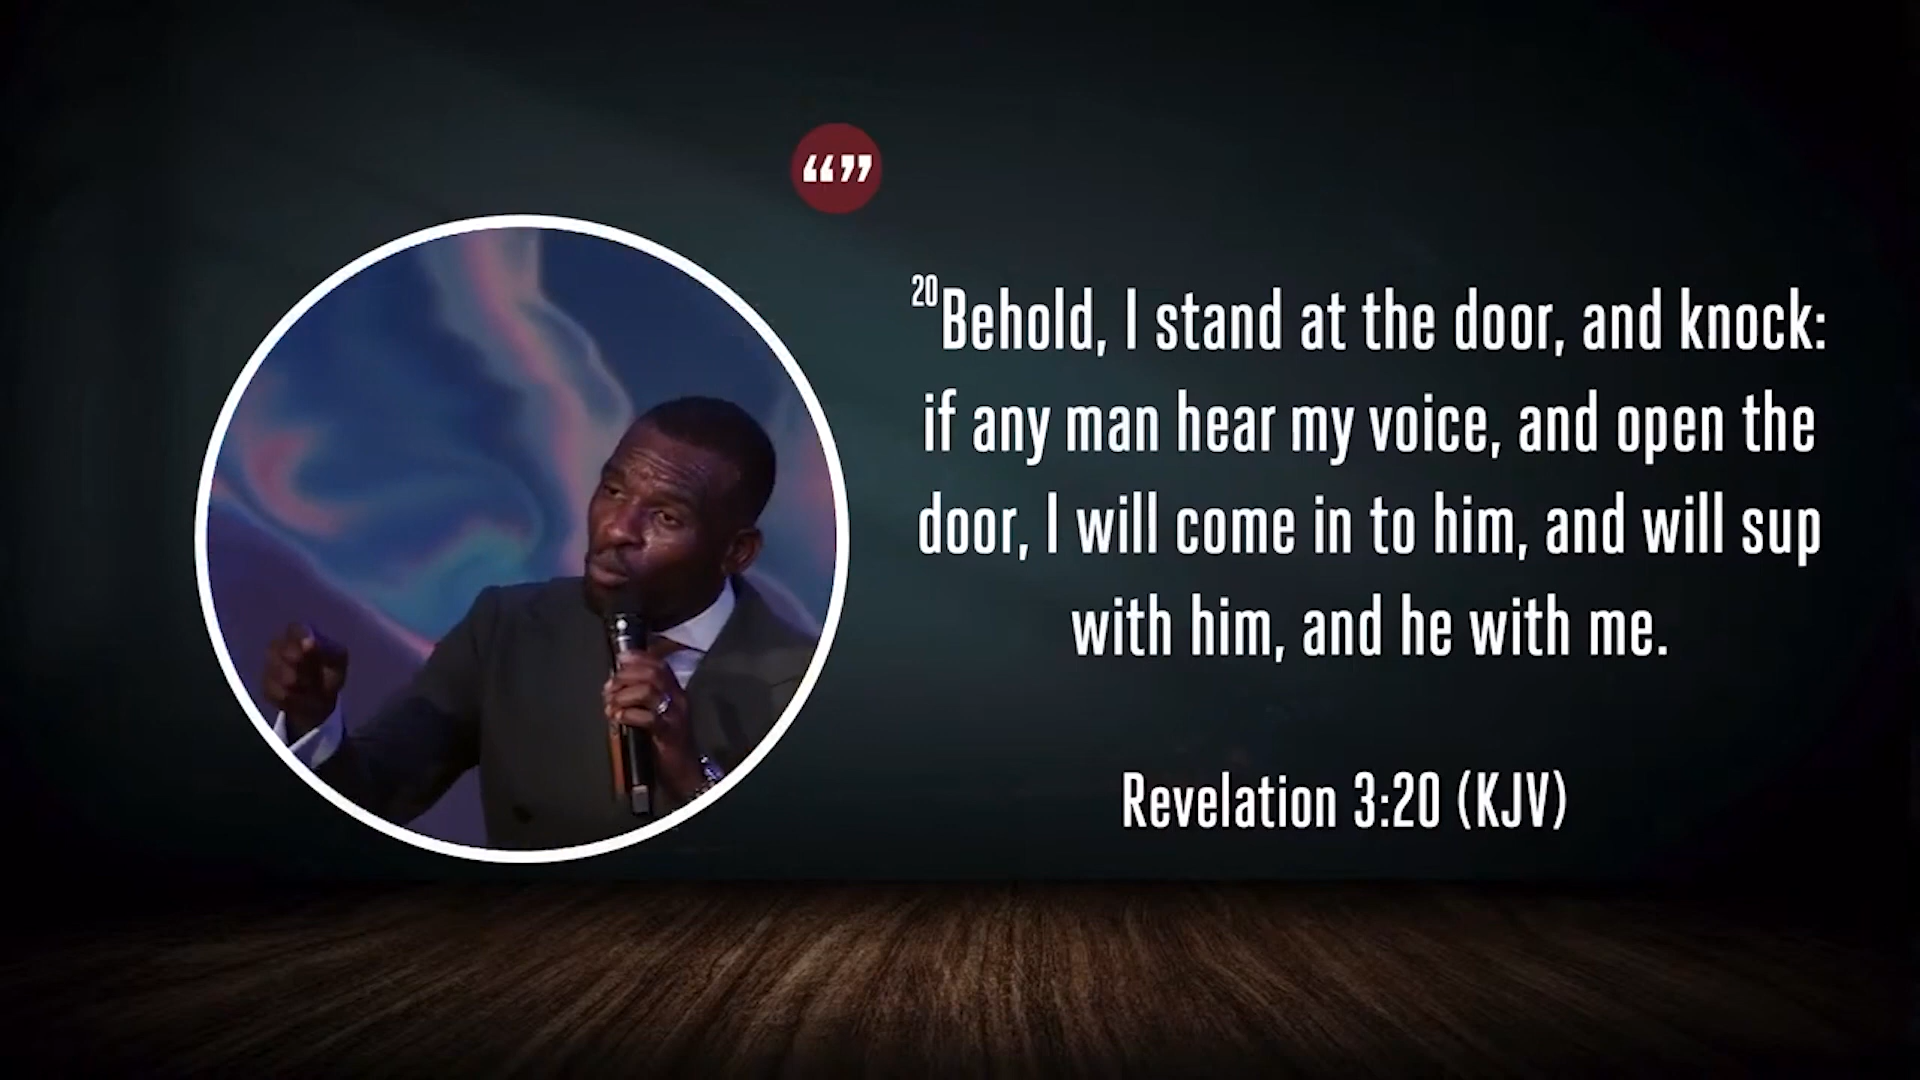 “”
20Behold, I stand at the door, and knock:
if any man hear my voice, and open the
door, I will come in to him, and will sup
with him, and he with me.
Revelation 3:20 (KJV)